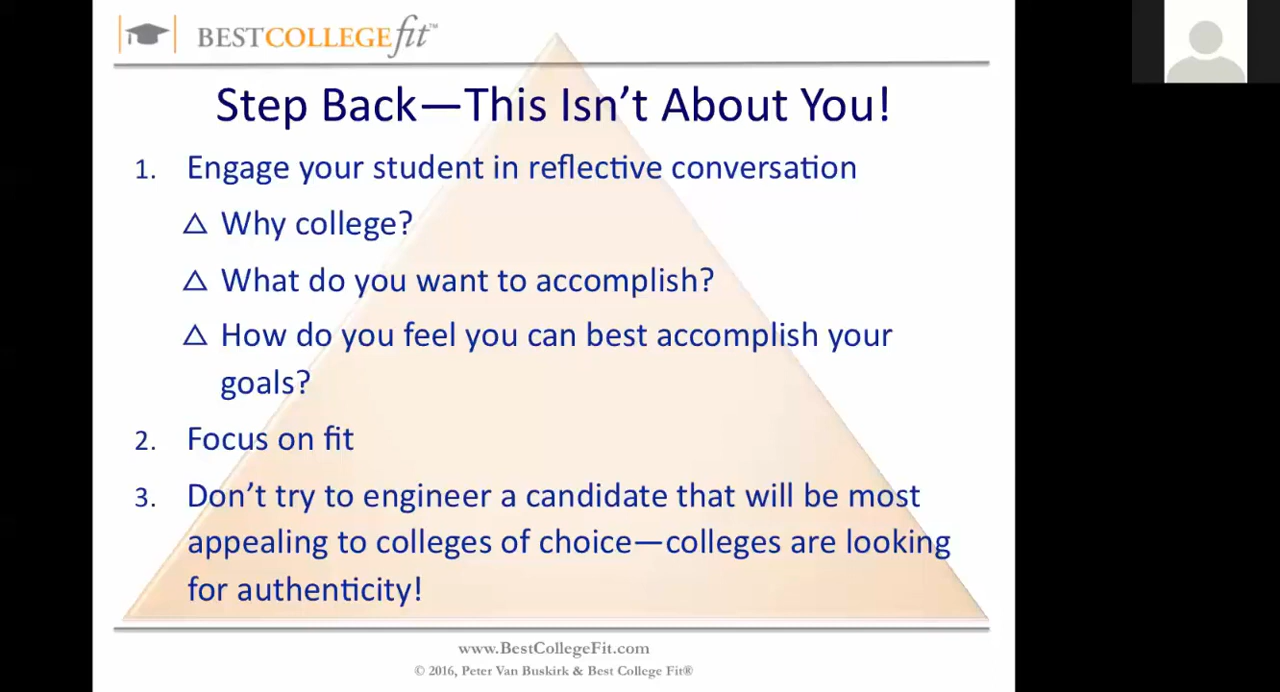 BESTCOLLEGEfit™
Step Back—This Isn't About You!
1. Engage your student in reflective conversation
△ Why college?
△ What do you want to accomplish?
△ How do you feel you can best accomplish your
goals?
2. Focus on fit
3. Don't try to engineer a candidate that will be most
appealing to colleges of choice—colleges are looking
for authenticity!
www.BestCollegeFit.com
© 2016, Peter Van Buskirk & Best College Fit®